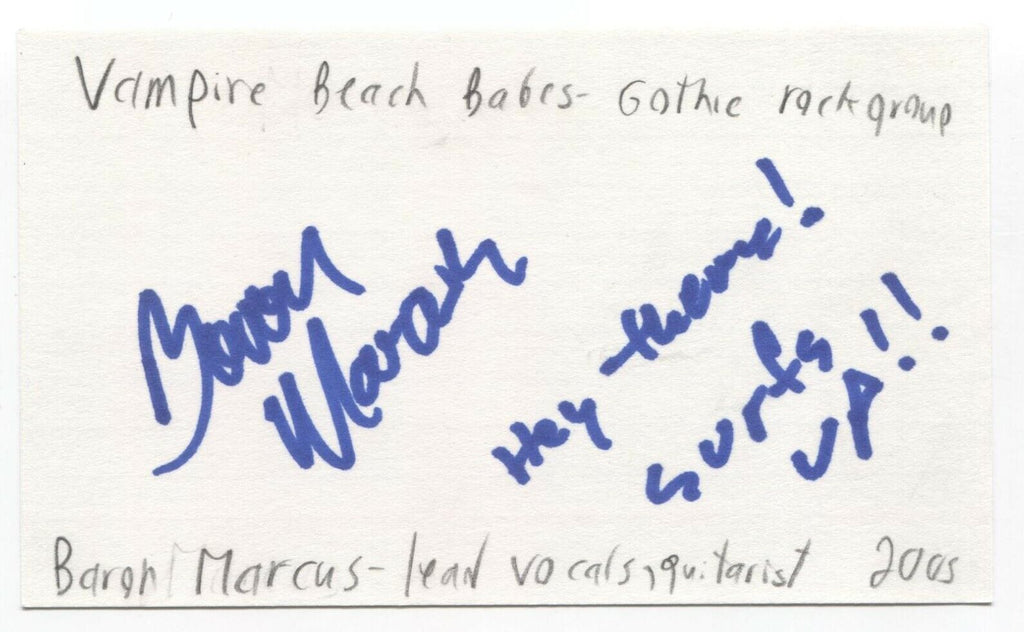 Vampire Beach Babes- Gothic rock group
Baron
Marcus
Hey there!
surfs
up!!
Baron Marcus- lead vocals, guitarist 2005